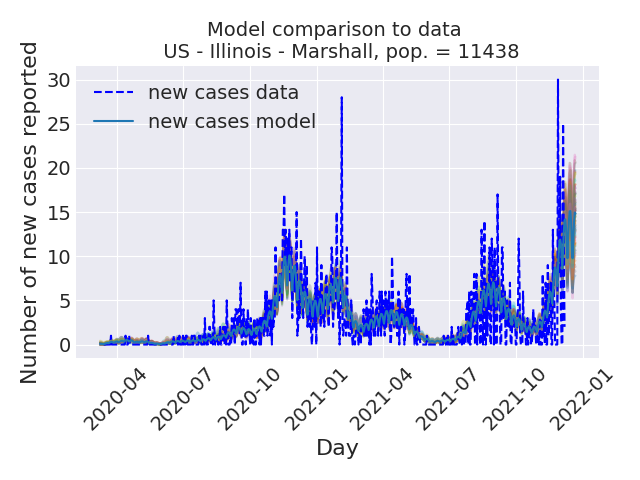 Model comparison to data
US - Illinois - Marshall, pop. = 11438
Number of new cases reported
30
25
20
15
10
5
0
new cases data
new cases model
2020-04
2020-07
2020-10
2021-01
2021-04
2021-07
2021-10
2022-01
Day